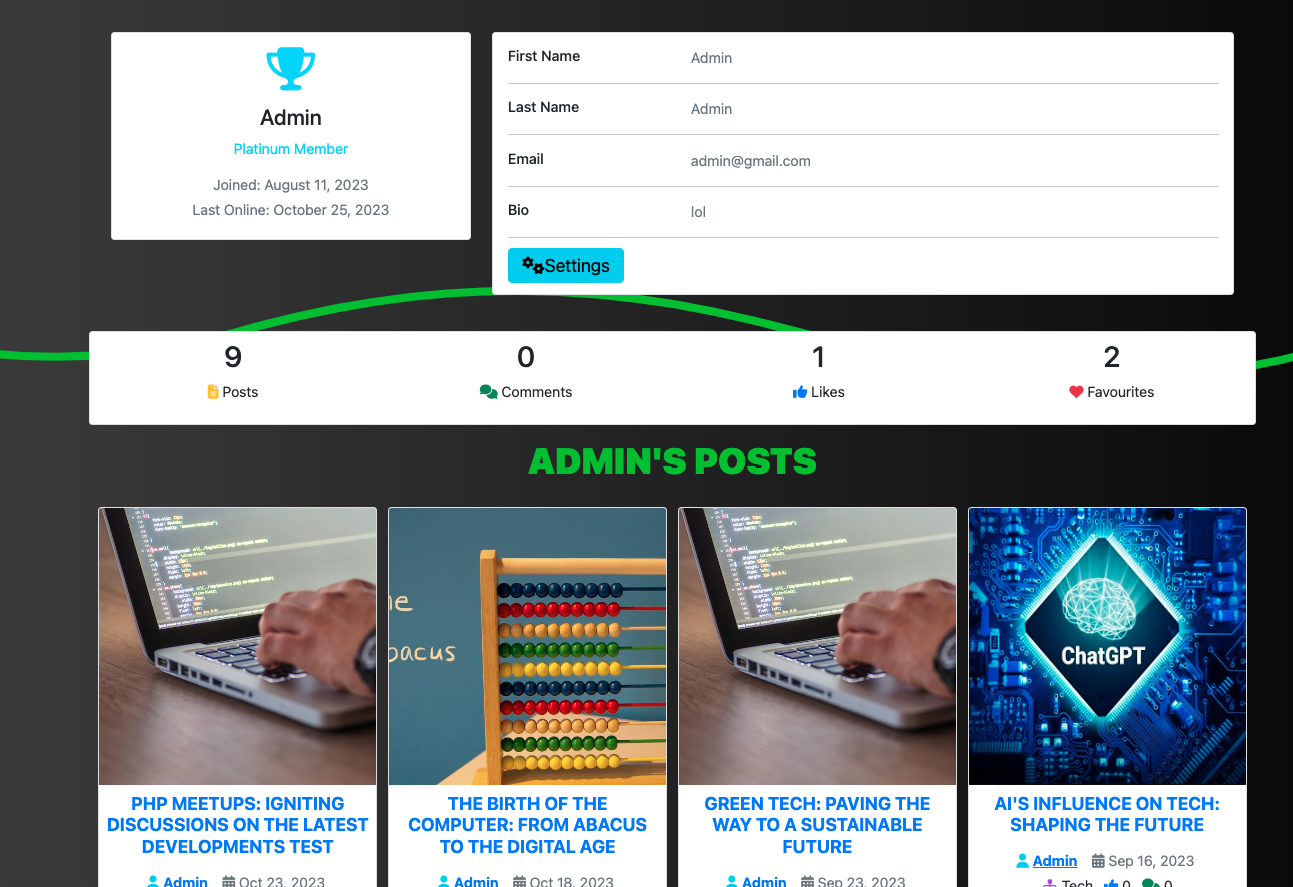 Admin
Platinum Member
Joined: August 11, 2023
Last Online: October 25, 2023
First Name Admin
Last Name Admin
Email admin@gmail.com
Bio lol
Settings
9 0 1 2
Posts Comments Likes Favourites
ADMIN'S POSTS
ne
bacus
ChatGPT
PHP MEETUPS: IGNITING
DISCUSSIONS ON THE LATEST
DEVELOPMENTS TEST
Admin Oct 23, 2023
THE BIRTH OF THE
COMPUTER: FROM ABACUS
TO THE DIGITAL AGE
Admin Oct 18, 2023
GREEN TECH: PAVING THE
WAY TO A SUSTAINABLE
FUTURE
Admin Sep 23, 2023
AI'S INFLUENCE ON TECH:
SHAPING THE FUTURE
Admin Sep 16, 2023
Tech 0 0